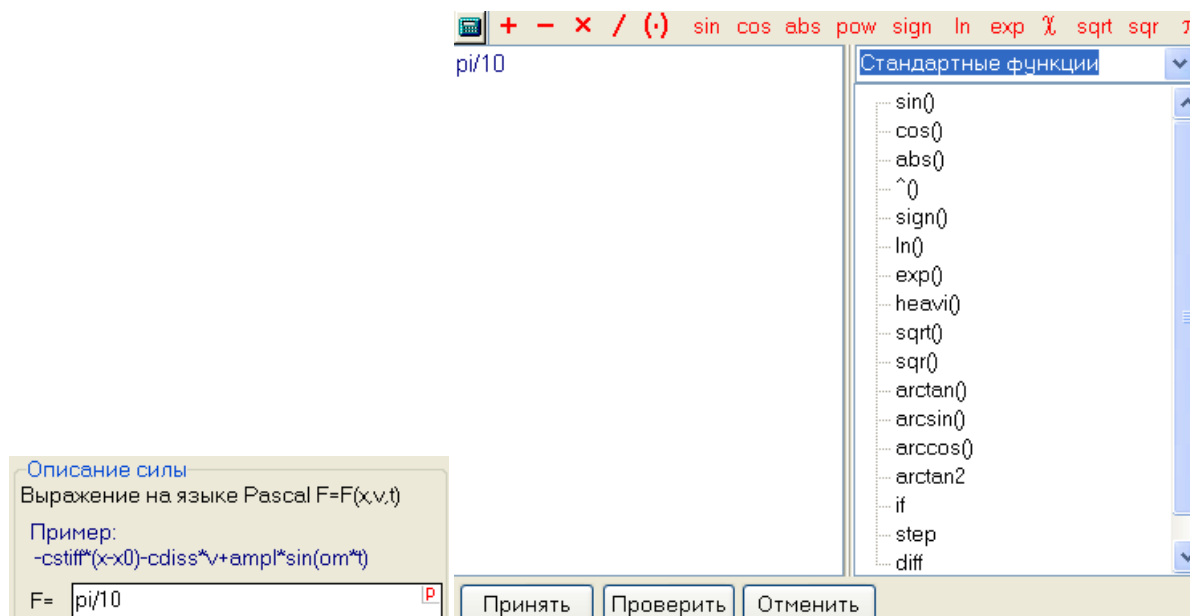 + − × / (·) sin cos abs pow sign ln exp χ sqrt sqr π
pi/10
Стандартные функции
sin()
cos()
abs()
^()
sign()
ln()
exp()
heavi()
sqrt()
sqr()
arctan()
arcsin()
arccos()
arctan2
if
step
diff
Принять Проверить Отменить
Описание силы
Выражение на языке Pascal F=F(x,v,t)
Пример:
-cstiff*(x-x0)-cdiss*v+ampl*sin(om*t)
F= pi/10 P